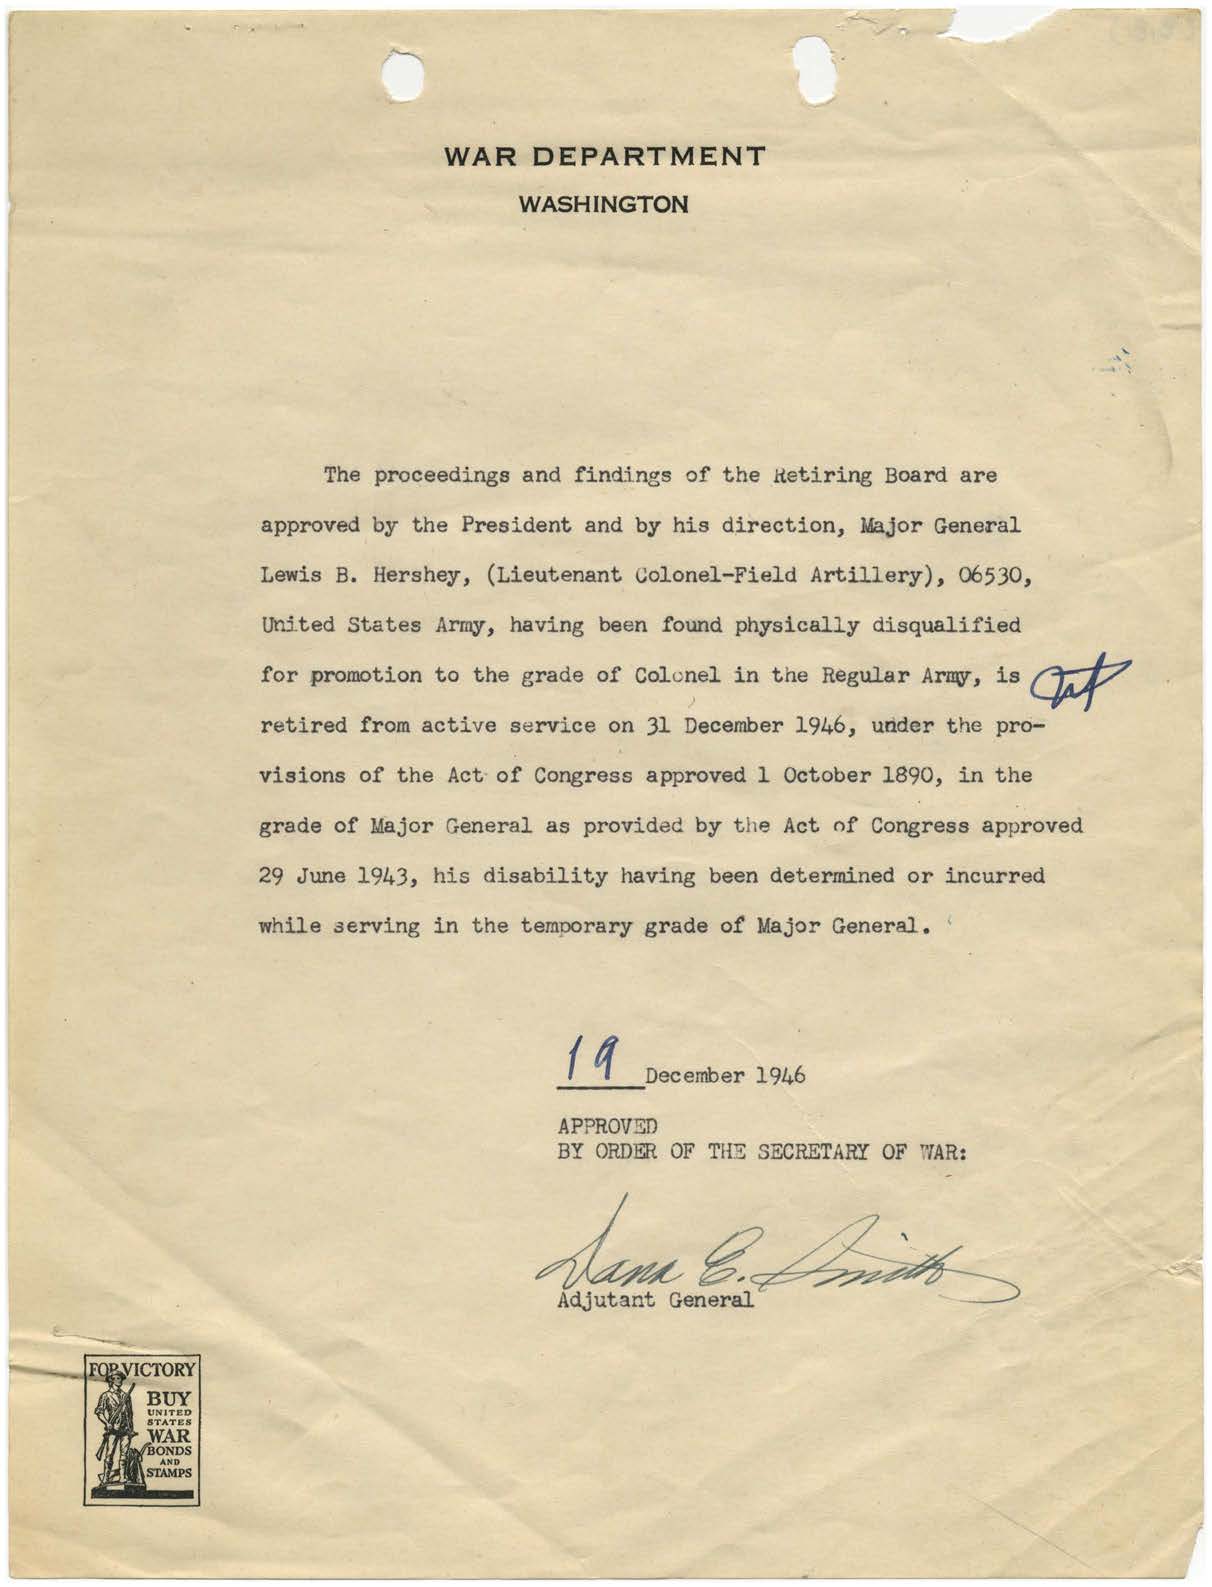 WAR DEPARTMENT
WASHINGTON
The proceedings and findings of the Retiring Board are
approved by the President and by his direction, Major General
Lewis B. Hershey, (Lieutenant Colonel-Field Artillery), 06530,
United States Army, having been found physically disqualified
for promotion to the grade of Colonel in the Regular Army, is
retired from active service on 31 December 1946, under the pro-
visions of the Act of Congress approved 1 October 1890, in the
grade of Major General as provided by the Act of Congress approved
29 June 1943, his disability having been determined or incurred
while serving in the temporary grade of Major General.
19 December 1946
APPROVED
BY ORDER OF THE SECRETARY OF WAR:
Dana E. Smith
Adjutant General
FOR VICTORY
BUY
UNITED
STATES
WAR
BONDS
AND
STAMPS